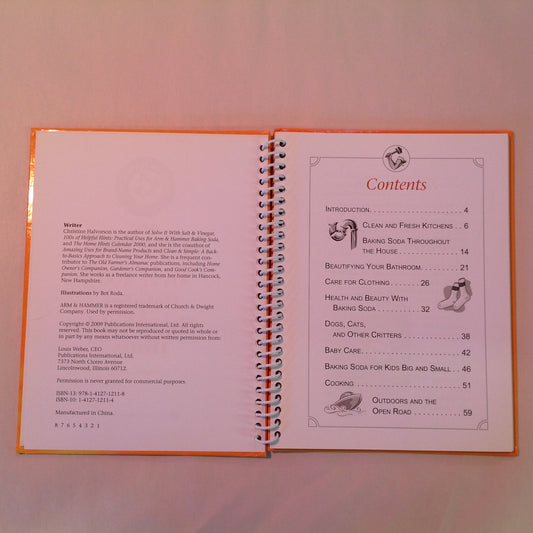 Writer
Christine Halvorson is the author of Solve It With Salt & Vinegar,
100s of Helpful Hints: Practical Uses for Arm & Hammer Baking Soda,
and The Home Hints Calendar 2000, and she is the coauthor of
Amazing Uses for Brand-Name Products and Clean & Simple: A Back-
to-Basics Approach to Cleaning Your Home. She is a frequent con-
tributor to The Old Farmer's Almanac publications, including Home
Owner's Companion, Gardener's Companion, and Good Cook's Com-
panion. She works as a freelance writer from her home in Hancock,
New Hampshire.
Illustrations by Bot Roda.
ARM & HAMMER is a registered trademark of Church & Dwight
Company. Used by permission.
Copyright © 2009 Publications International, Ltd. All rights
reserved. This book may not be reproduced or quoted in whole or
in part by any means whatsoever without written permission from:
Louis Weber, CEO
Publications International, Ltd.
7373 North Cicero Avenue
Lincolnwood, Illinois 60712.
Permission is never granted for commercial purposes.
ISBN-13: 978-1-4127-1211-8
ISBN-10: 1-4127-1211-4
Manufactured in China.
8 7 6 5 4 3 2 1
Contents
Introduction. . . . . . . . . . . . . . . . . . . . . 4
Clean and Fresh Kitchens . 6
Baking Soda Throughout
the House . . . . . . . . . . . . . . 14
Beautifying Your Bathroom. . . . . . . . 21
Care for Clothing . . . . 26
Health and Beauty With
Baking Soda . . . . . . . . . 32
Dogs, Cats,
and Other Critters . . . . . . . . . . 38
Baby Care. . . . . . . . . . . . . . . . . . . . . 42
Baking Soda for Kids Big and Small . . 46
Cooking . . . . . . . . . . . . . . . . . . . . . . 51
Outdoors and the
Open Road . . . . . . . . . . . 59